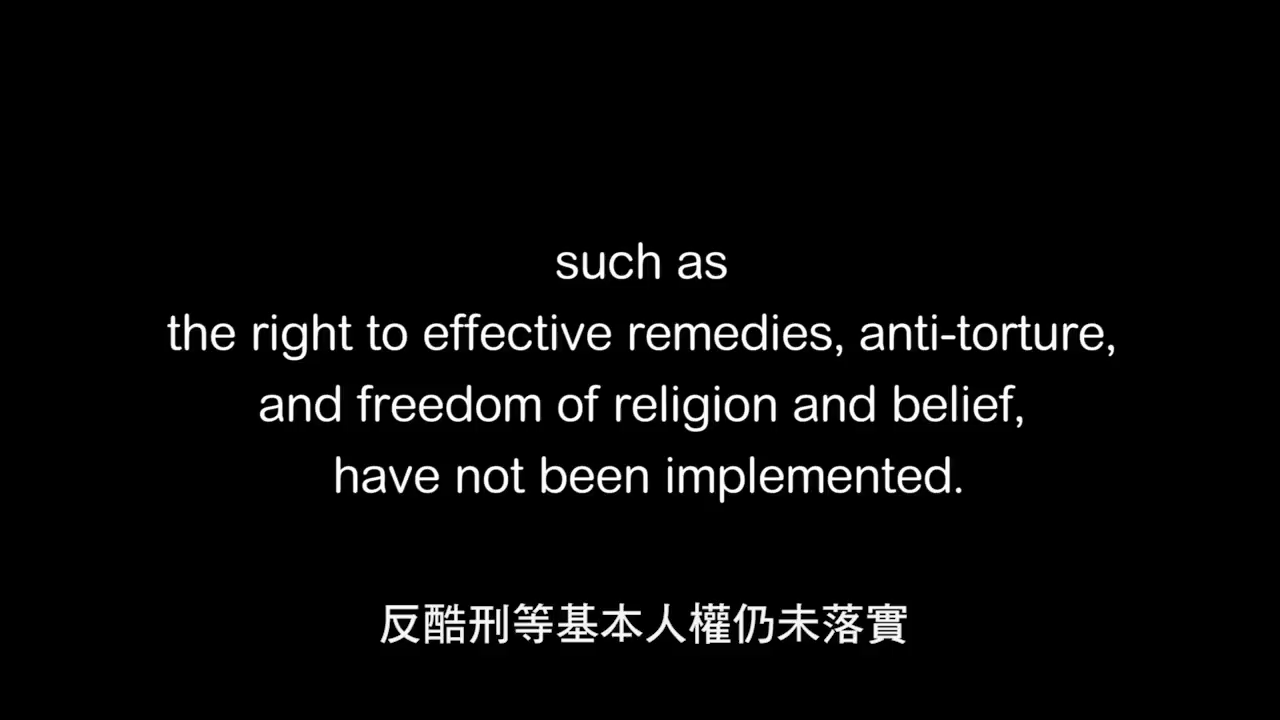 such as
the right to effective remedies, anti-torture,
and freedom of religion and belief,
have not been implemented.
反酷刑等基本人權仍未落實